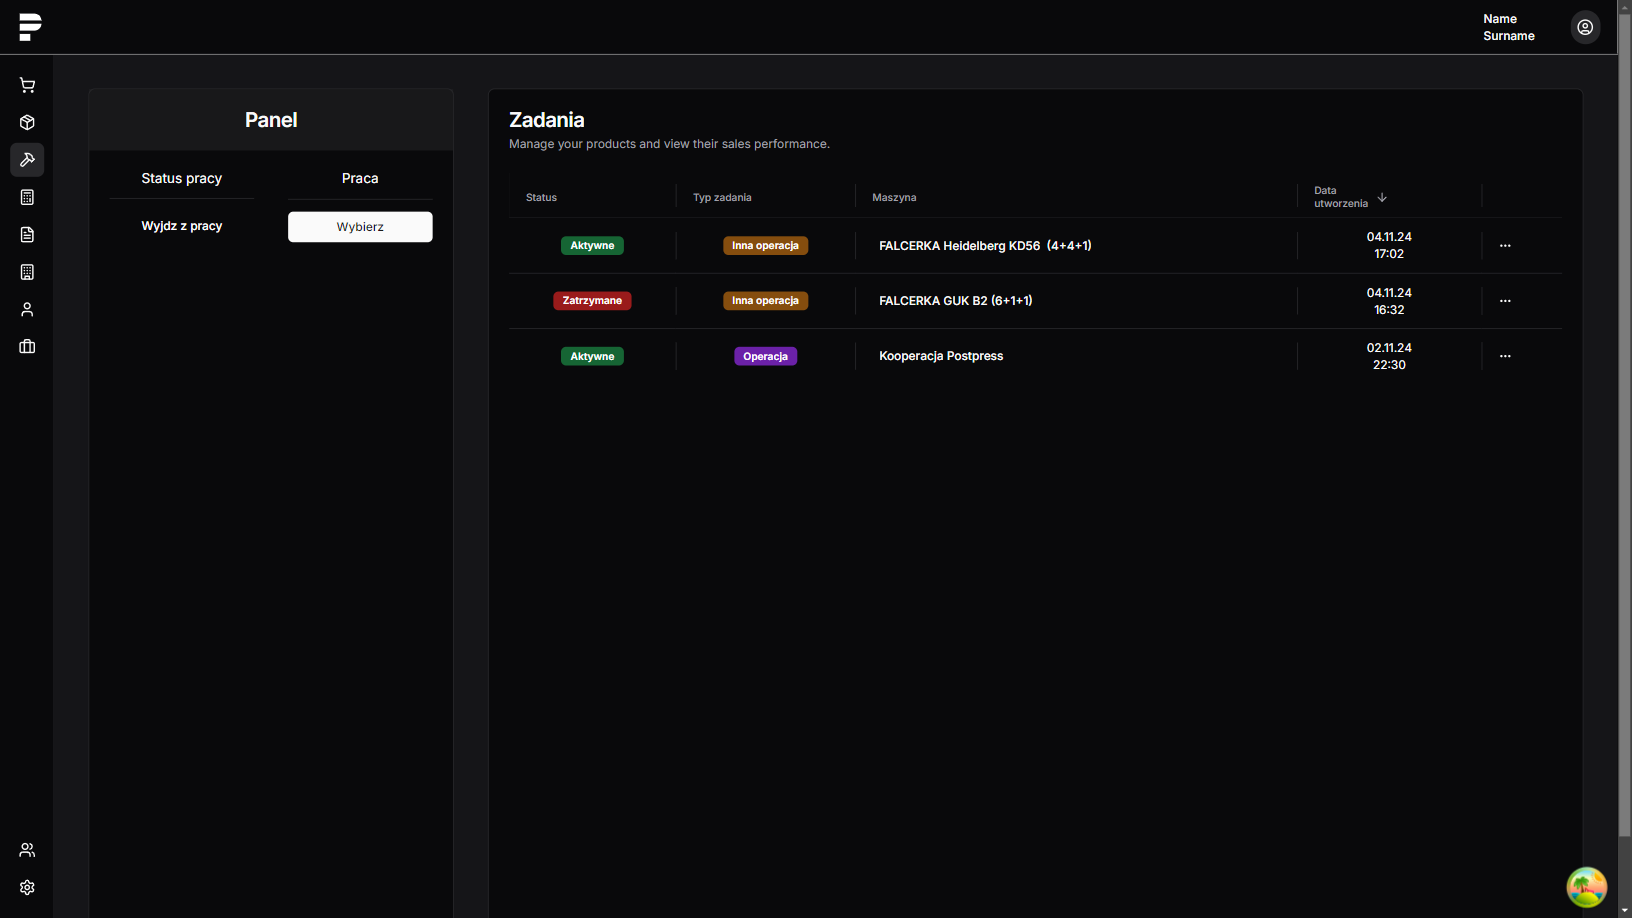 Name
Surname
Panel
Status pracy
Praca
Wyjdz z pracy
Wybierz
Zadania
Manage your products and view their sales performance.
Status
Typ zadania
Maszyna
Data
utworzenia
Aktywne
Inna operacja
FALCERKA Heidelberg KD56 (4+4+1)
04.11.24
17:02
Zatrzymane
Inna operacja
FALCERKA GUK B2 (6+1+1)
04.11.24
16:32
Aktywne
Operacja
Kooperacja Postpress
02.11.24
22:30